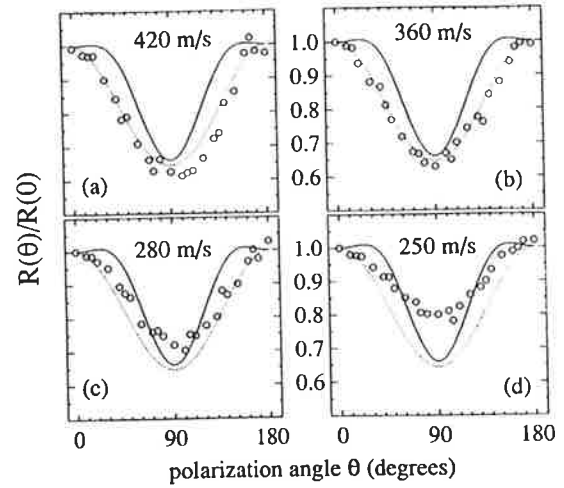 420 m/s
360 m/s
1.0
0.9
0.8
0.7
0.6
(a)
(b)
R(θ)/R(0)
280 m/s
250 m/s
1.0
0.9
0.8
0.7
0.6
(c)
(d)
0 90 180
0 90 180
polarization angle θ (degrees)